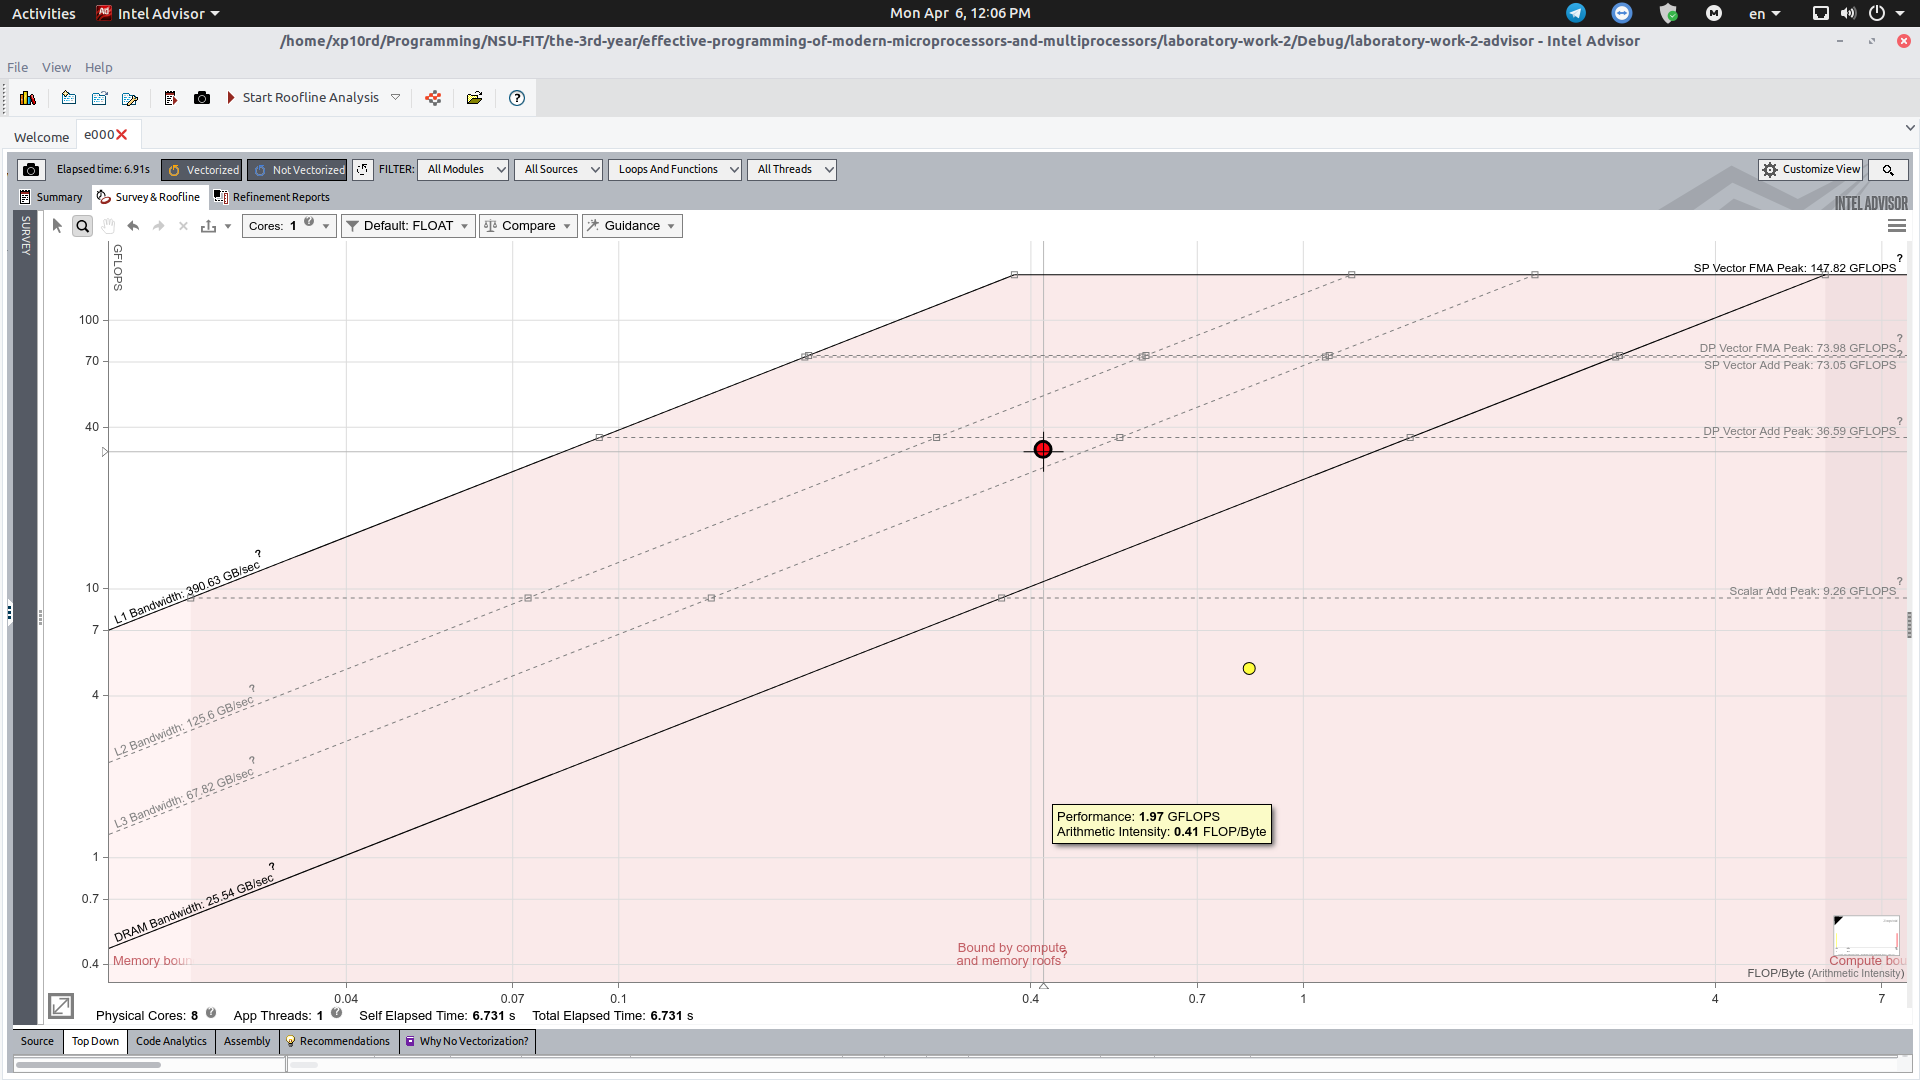 Activities Intel Advisor Mon Apr 6, 12:06 PM en
/home/xp10rd/Programming/NSU-FIT/the-3rd-year/effective-programming-of-modern-microprocessors-and-multiprocessors/laboratory-work-2/Debug/laboratory-work-2-advisor - Intel Advisor
File View Help
Start Roofline Analysis
Welcome e000
Elapsed time: 6.91s Vectorized Not Vectorized FILTER: All Modules All Sources Loops And Functions All Threads Customize View
Summary Survey & Roofline Refinement Reports INTEL ADVISOR
SURVEY
Cores: 1 ? Default: FLOAT Compare Guidance
GFLOPS
SP Vector FMA Peak: 147.82 GFLOPS ?
100
DP Vector FMA Peak: 73.98 GFLOPS ?
70
SP Vector Add Peak: 73.05 GFLOPS ?
40
DP Vector Add Peak: 36.59 GFLOPS ?
L1 Bandwidth: 390.63 GB/sec ?
10
Scalar Add Peak: 9.26 GFLOPS ?
7
4
L2 Bandwidth: 125.6 GB/sec ?
L3 Bandwidth: 67.82 GB/sec ?
Performance: 1.97 GFLOPS
Arithmetic Intensity: 0.41 FLOP/Byte
1
0.7
DRAM Bandwidth: 25.54 GB/sec ?
Bound by compute
and memory roofs ?
Memory boun
Compute bou
0.4
FLOP/Byte (Arithmetic Intensity)
0.04 0.07 0.1 0.4 0.7 1 4 7
Physical Cores: 8 ? App Threads: 1 ? Self Elapsed Time: 6.731 s Total Elapsed Time: 6.731 s
Source Top Down Code Analytics Assembly Recommendations Why No Vectorization?